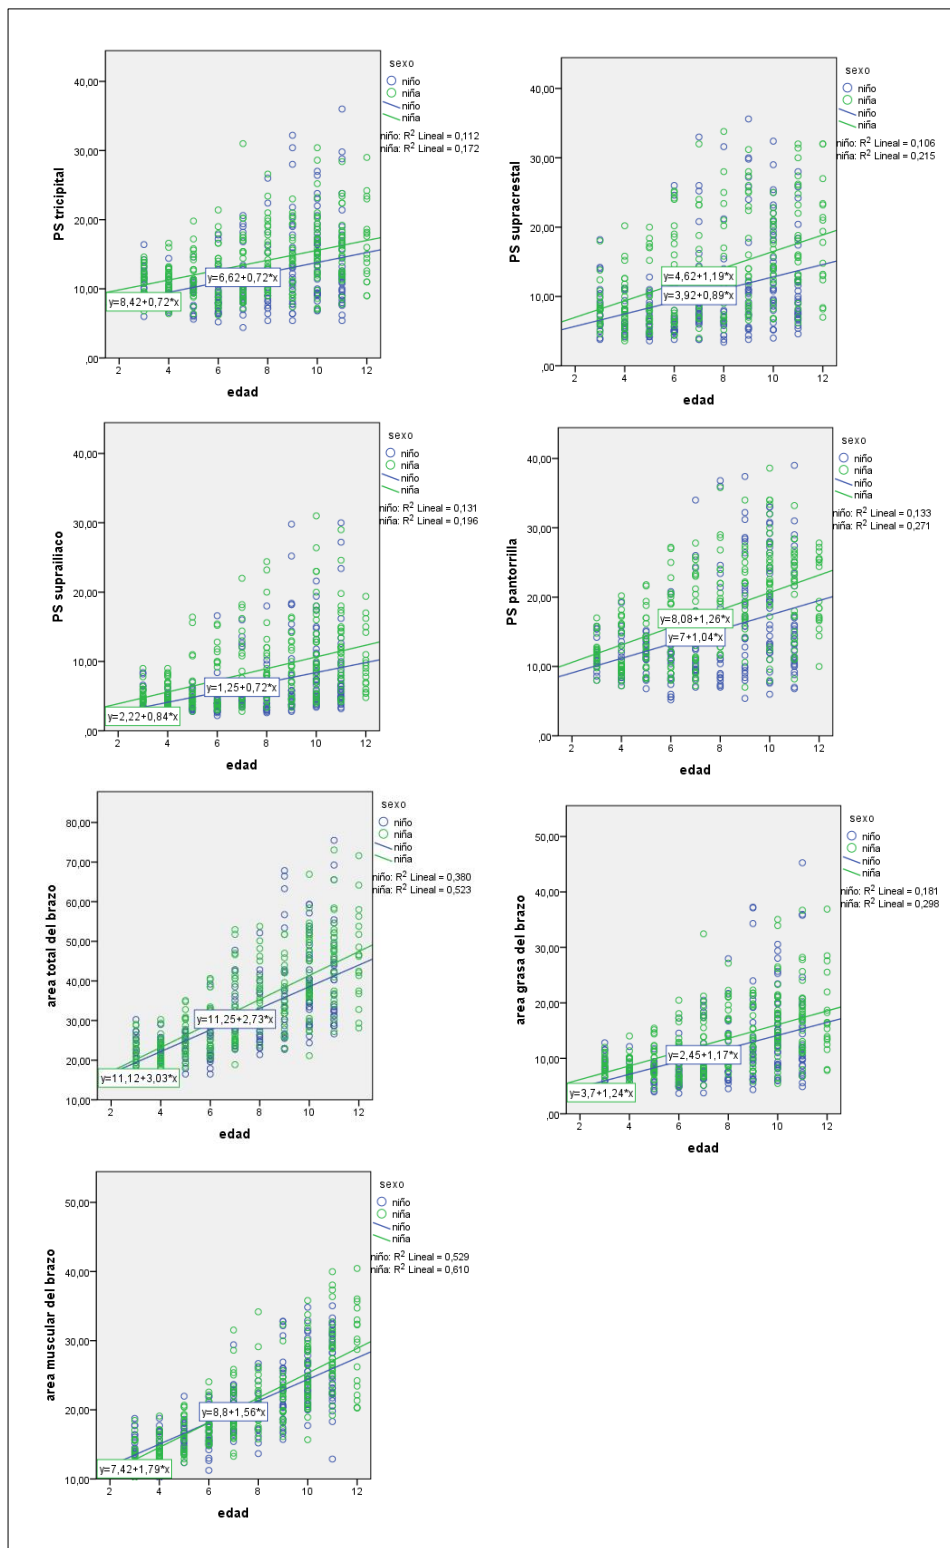 sexo
niño
niña
niño
niña
niño: R² Lineal = 0,112
niña: R² Lineal = 0,172
40,00
30,00
20,00
10,00
,00
PS tricipital
y=6,62+0,72*x
y=8,42+0,72*x
2 4 6 8 10 12
edad
sexo
niño
niña
niño
niña
niño: R² Lineal = 0,106
niña: R² Lineal = 0,215
40,00
30,00
20,00
10,00
,00
PS supracrestal
y=4,62+1,19*x
y=3,92+0,89*x
2 4 6 8 10 12
edad
sexo
niño
niña
niño
niña
niño: R² Lineal = 0,131
niña: R² Lineal = 0,196
40,00
30,00
20,00
10,00
,00
PS suprailiaco
y=1,25+0,72*x
y=2,22+0,84*x
2 4 6 8 10 12
edad
sexo
niño
niña
niño
niña
niño: R² Lineal = 0,133
niña: R² Lineal = 0,271
40,00
30,00
20,00
10,00
,00
PS pantorrilla
y=8,08+1,26*x
y=7+1,04*x
2 4 6 8 10 12
edad
sexo
niño
niña
niño
niña
niño: R² Lineal = 0,380
niña: R² Lineal = 0,523
80,00
70,00
60,00
50,00
40,00
30,00
20,00
10,00
area total del brazo
y=11,25+2,73*x
y=11,12+3,03*x
2 4 6 8 10 12
edad
sexo
niño
niña
niño
niña
niño: R² Lineal = 0,181
niña: R² Lineal = 0,298
50,00
40,00
30,00
20,00
10,00
,00
area grasa del brazo
y=2,45+1,17*x
y=3,7+1,24*x
2 4 6 8 10 12
edad
sexo
niño
niña
niño
niña
niño: R² Lineal = 0,529
niña: R² Lineal = 0,610
50,00
40,00
30,00
20,00
10,00
area muscular del brazo
y=8,8+1,56*x
y=7,42+1,79*x
2 4 6 8 10 12
edad